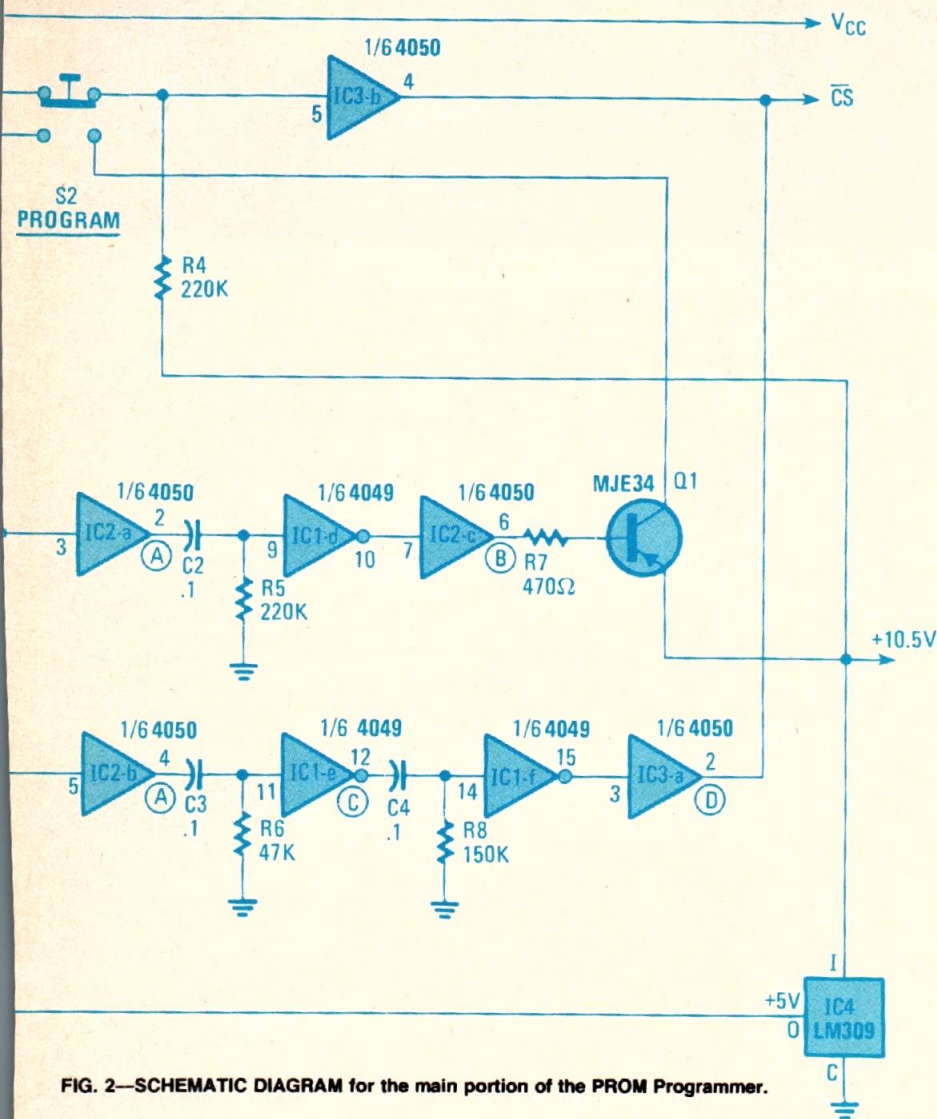 VCC
1/6 4050
4
IC3-b
5
CS
S2
PROGRAM
R4
220K
1/6 4050
2
IC2-a
3
A
C2
.1
R5
220K
1/6 4049
IC1-d
9
10
1/6 4050
6
IC2-c
7
B
R7
470Ω
MJE34
Q1
+10.5V
1/6 4050
4
IC2-b
5
A
C3
.1
R6
47K
1/6 4049
12
IC1-e
11
C
C4
.1
R8
150K
1/6 4049
15
IC1-f
14
1/6 4050
2
IC3-a
3
D
I
+5V
O
IC4
LM309
C
FIG. 2—SCHEMATIC DIAGRAM for the main portion of the PROM Programmer.